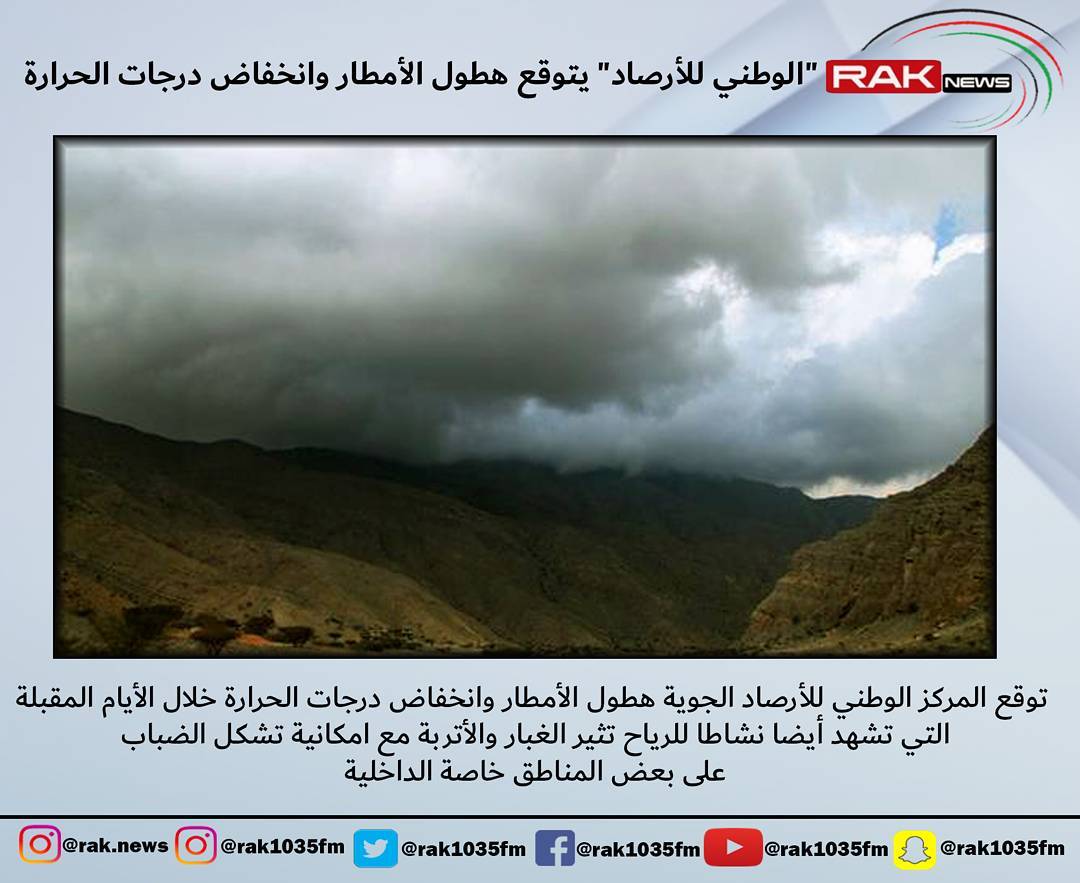 "الوطني للأرصاد" يتوقع هطول الأمطار وانخفاض درجات الحرارة
RAK NEWS
توقع المركز الوطني للأرصاد الجوية هطول الأمطار وانخفاض درجات الحرارة خلال الأيام المقبلة
التي تشهد أيضا نشاطا للرياح تثير الغبار والأتربة مع امكانية تشكل الضباب
على بعض المناطق خاصة الداخلية
@rak.news @rak1035fm @rak1035fm @rak1035fm @rak1035fm @rak1035fm